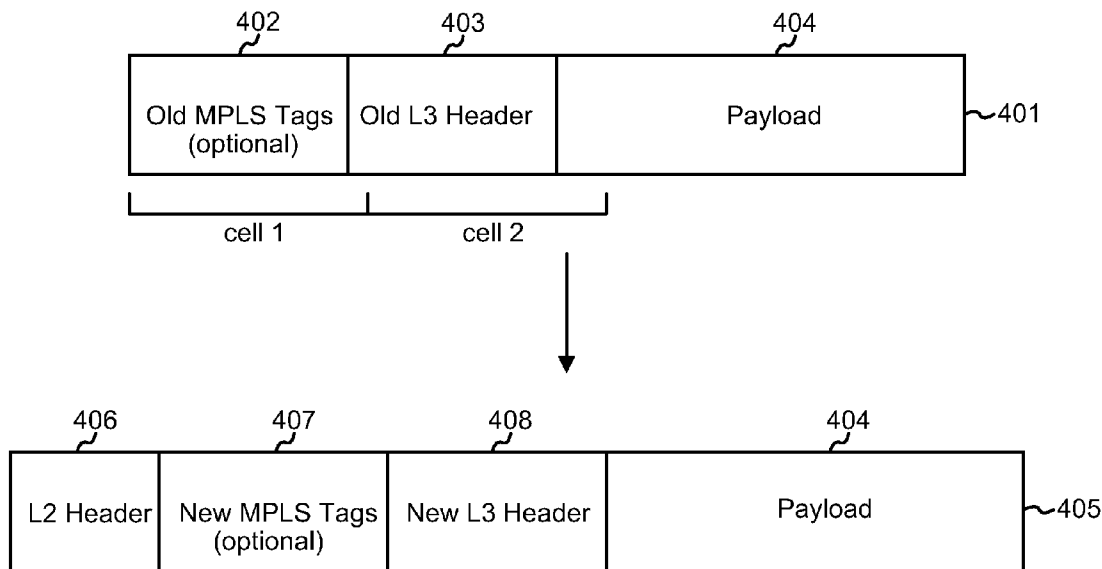 402 403 404
Old MPLS Tags
(optional)
Old L3 Header
Payload
401
cell 1 cell 2
406 407 408 404
L2 Header
New MPLS Tags
(optional)
New L3 Header
Payload
405